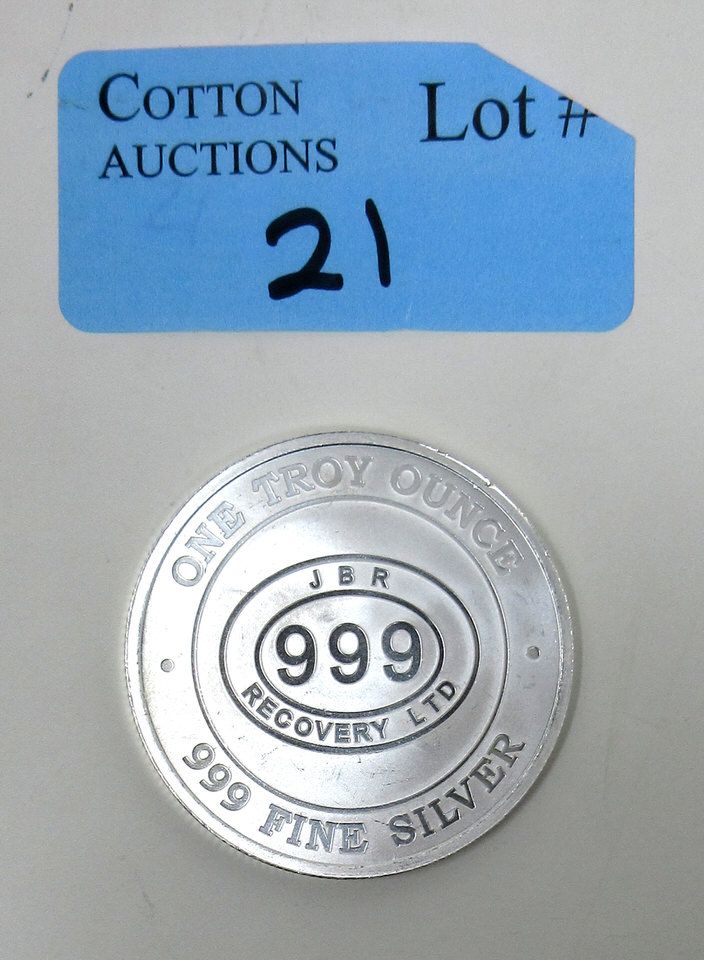 COTTON
AUCTIONS
Lot #
21
ONE TROY OUNCE
JBR
999
RECOVERY LTD
999 FINE SILVER